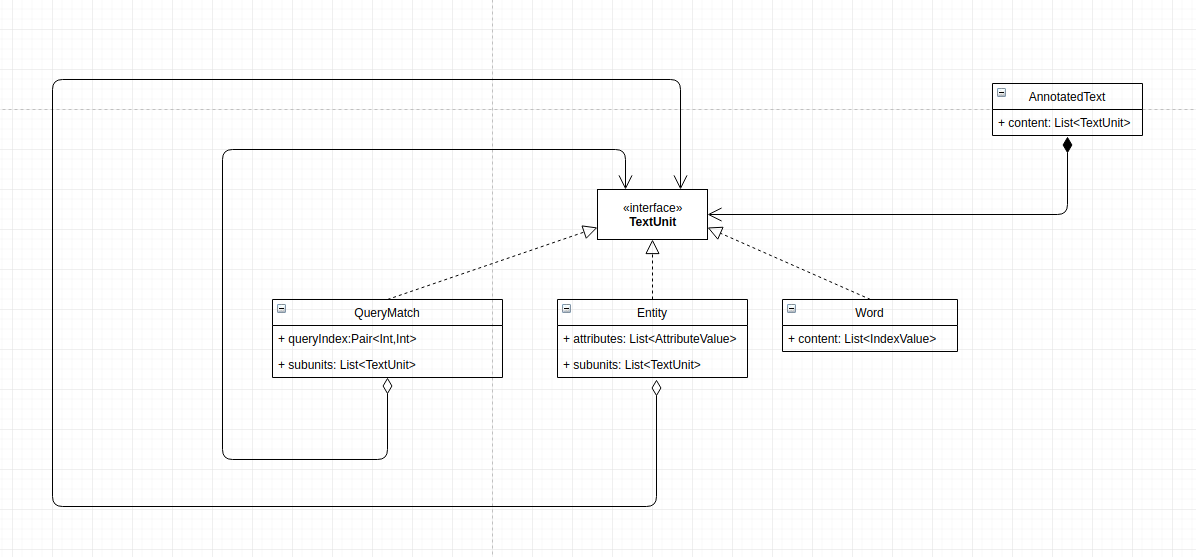 AnnotatedText
+ content: List<TextUnit>
«interface»
TextUnit
QueryMatch
+ queryIndex:Pair<Int,Int>
+ subunits: List<TextUnit>
Entity
+ attributes: List<AttributeValue>
+ subunits: List<TextUnit>
Word
+ content: List<IndexValue>